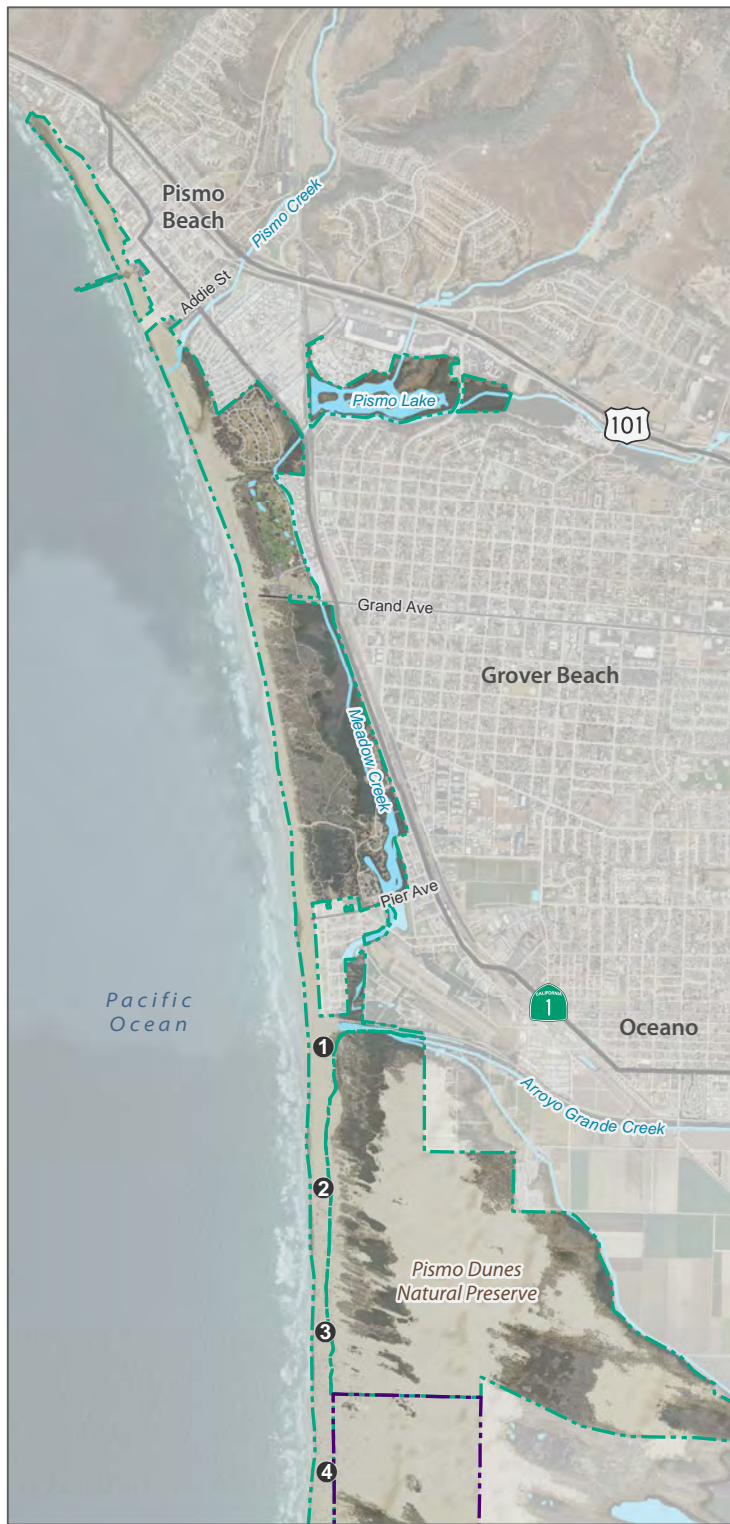 Pismo
Beach
Pismo Creek
Addie St
Pismo Lake
101
Grand Ave
Grover Beach
Meadow Creek
Pier Ave
Pacific
Ocean
CALIFORNIA
1
Oceano
1
Arroyo Grande Creek
2
Pismo Dunes
Natural Preserve
3
4